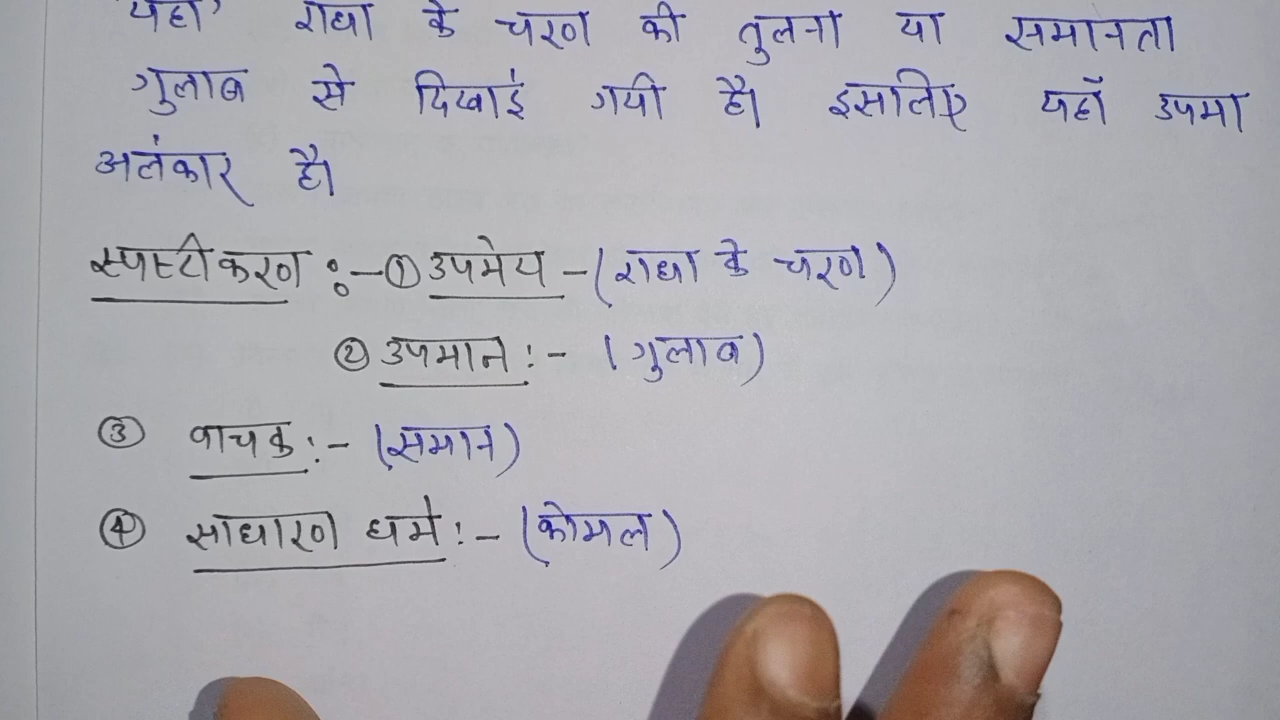 यहाँ राधा के चरण की तुलना या समानता
गुलाब से दिखाई गयी है। इसलिए यहाँ उपमा
अलंकार है।
स्पष्टीकरण :- ① उपमेय - (राधा के चरण)
② उपमान :- (गुलाब)
③ वाचक :- (समान)
④ साधारण धर्म :- (कोमल)